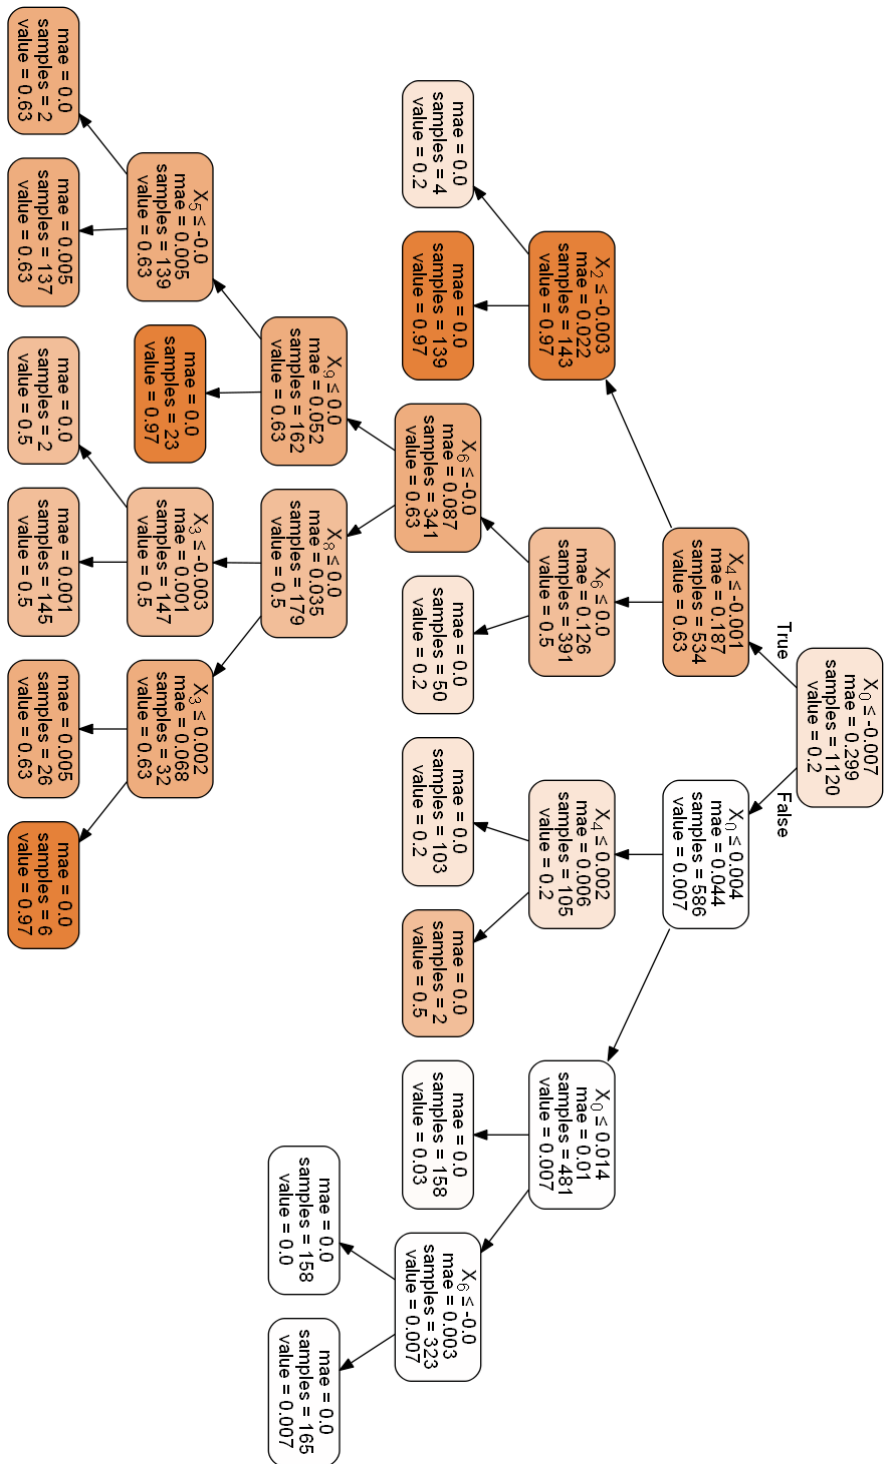 X₀ ≤ -0.007
mae = 0.299
samples = 1120
value = 0.2
True
False
X₄ ≤ -0.001
mae = 0.187
samples = 534
value = 0.63
X₀ ≤ 0.004
mae = 0.044
samples = 586
value = 0.007
X₂ ≤ -0.003
mae = 0.022
samples = 143
value = 0.97
X₆ ≤ 0.0
mae = 0.126
samples = 391
value = 0.5
X₄ ≤ 0.002
mae = 0.006
samples = 105
value = 0.2
X₀ ≤ 0.014
mae = 0.01
samples = 481
value = 0.007
mae = 0.0
samples = 4
value = 0.2
mae = 0.0
samples = 139
value = 0.97
X₆ ≤ -0.0
mae = 0.087
samples = 341
value = 0.63
mae = 0.0
samples = 50
value = 0.2
mae = 0.0
samples = 103
value = 0.2
mae = 0.0
samples = 2
value = 0.5
mae = 0.0
samples = 158
value = 0.03
X₆ ≤ -0.0
mae = 0.003
samples = 323
value = 0.007
X₉ ≤ 0.0
mae = 0.052
samples = 162
value = 0.63
X₈ ≤ 0.0
mae = 0.035
samples = 179
value = 0.5
mae = 0.0
samples = 158
value = 0.0
mae = 0.0
samples = 165
value = 0.007
X₅ ≤ -0.0
mae = 0.005
samples = 139
value = 0.63
mae = 0.0
samples = 23
value = 0.97
X₃ ≤ -0.003
mae = 0.001
samples = 147
value = 0.5
X₃ ≤ 0.002
mae = 0.068
samples = 32
value = 0.63
mae = 0.0
samples = 2
value = 0.63
mae = 0.005
samples = 137
value = 0.63
mae = 0.0
samples = 2
value = 0.5
mae = 0.001
samples = 145
value = 0.5
mae = 0.005
samples = 26
value = 0.63
mae = 0.0
samples = 6
value = 0.97